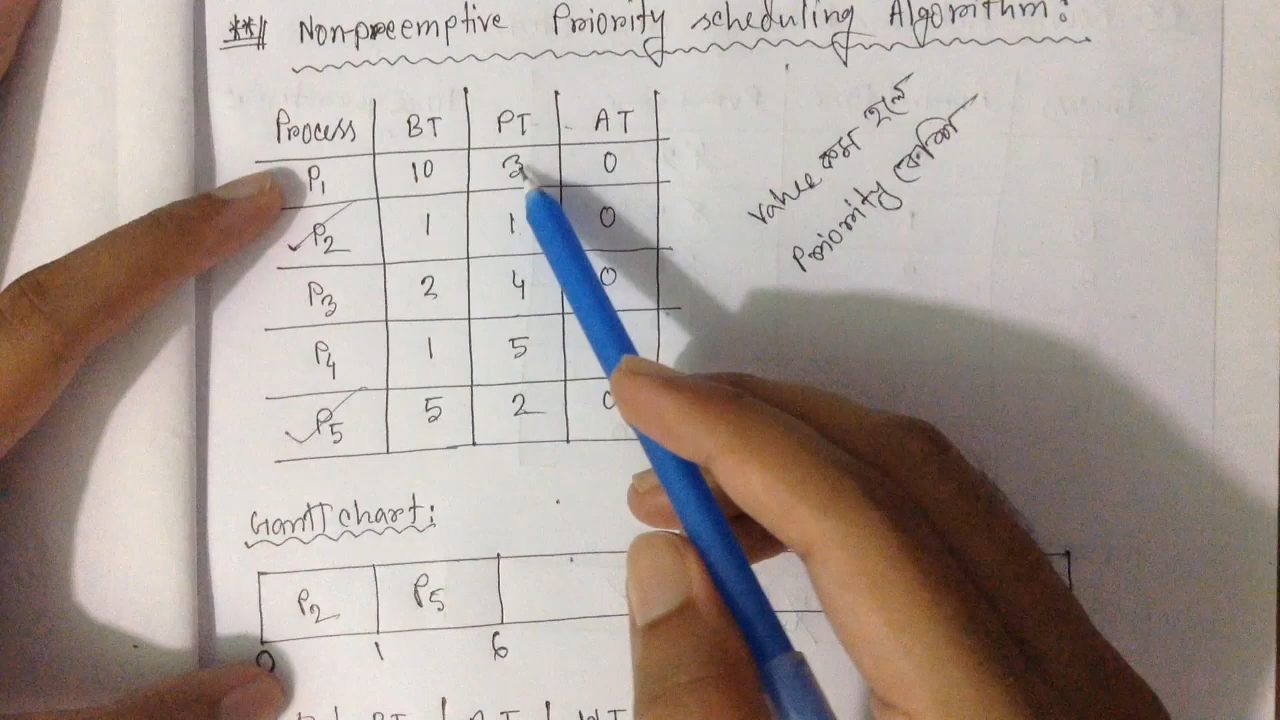 **// Non-preemptive Priority scheduling Algorithm:
Process BT PT AT
P1 10 3 0
P2 1 1 0
P3 2 4 0
P4 1 5
P5 5 2 0
value কম হলে
Priority বেশি
Gantt chart:
P2 P5
0 1 6